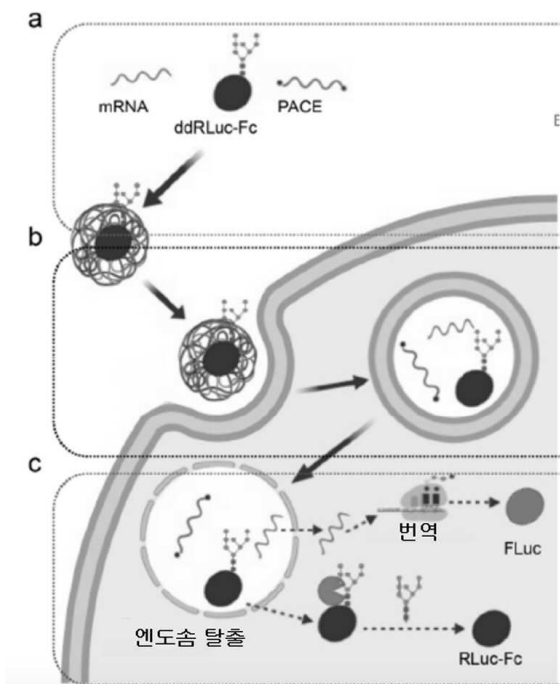 a
mRNA
PACE
ddRLuc-Fc
E
b
c
번역
FLuc
엔도솜 탈출
RLuc-Fc